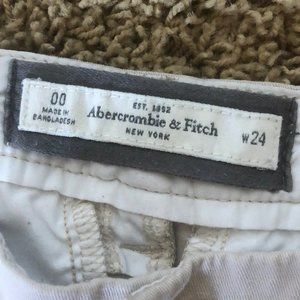 00
MADE IN
BANGLADESH
EST. 1892
Abercrombie & Fitch
NEW YORK
W24